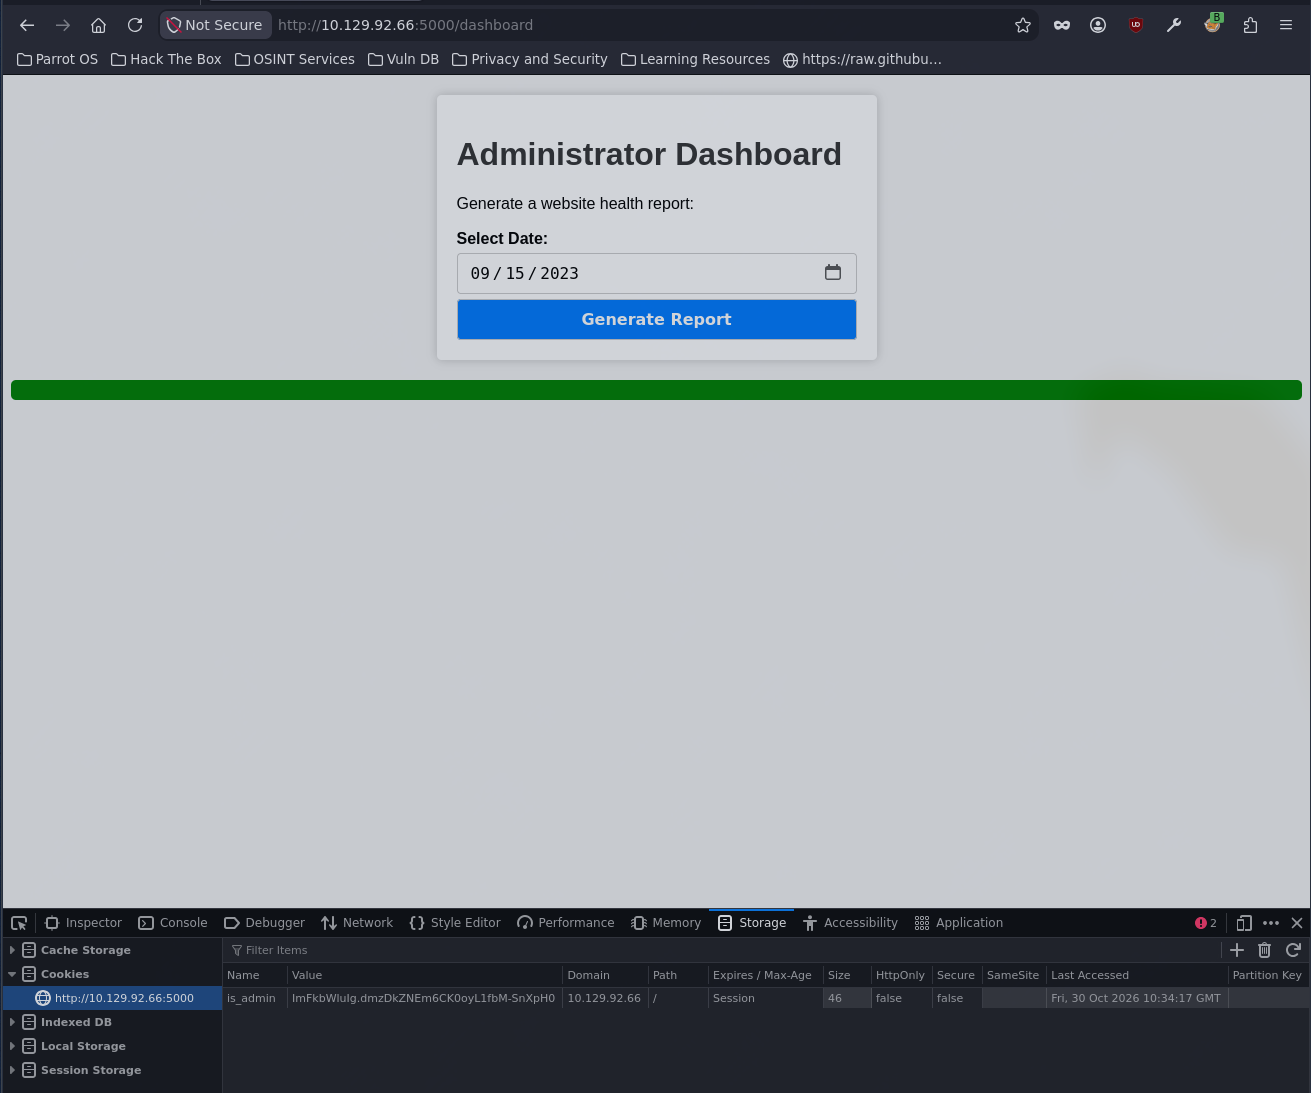 Not Secure http://10.129.92.66:5000/dashboard B
Parrot OS Hack The Box OSINT Services Vuln DB Privacy and Security Learning Resources https://raw.githubu…
Administrator Dashboard
Generate a website health report:
Select Date:
09/15/2023
Generate Report
Inspector Console Debugger Network Style Editor Performance Memory Storage Accessibility Application 2
Cache Storage
Cookies
http://10.129.92.66:5000
Indexed DB
Local Storage
Session Storage
Filter Items
Name Value Domain Path Expires / Max-Age Size HttpOnly Secure SameSite Last Accessed Partition Key
is_admin ImFkbWluIg.dmzDkZNEm6CK0oyL1fbM-SnXpH0 10.129.92.66 / Session 46 false false Fri, 30 Oct 2026 10:34:17 GMT